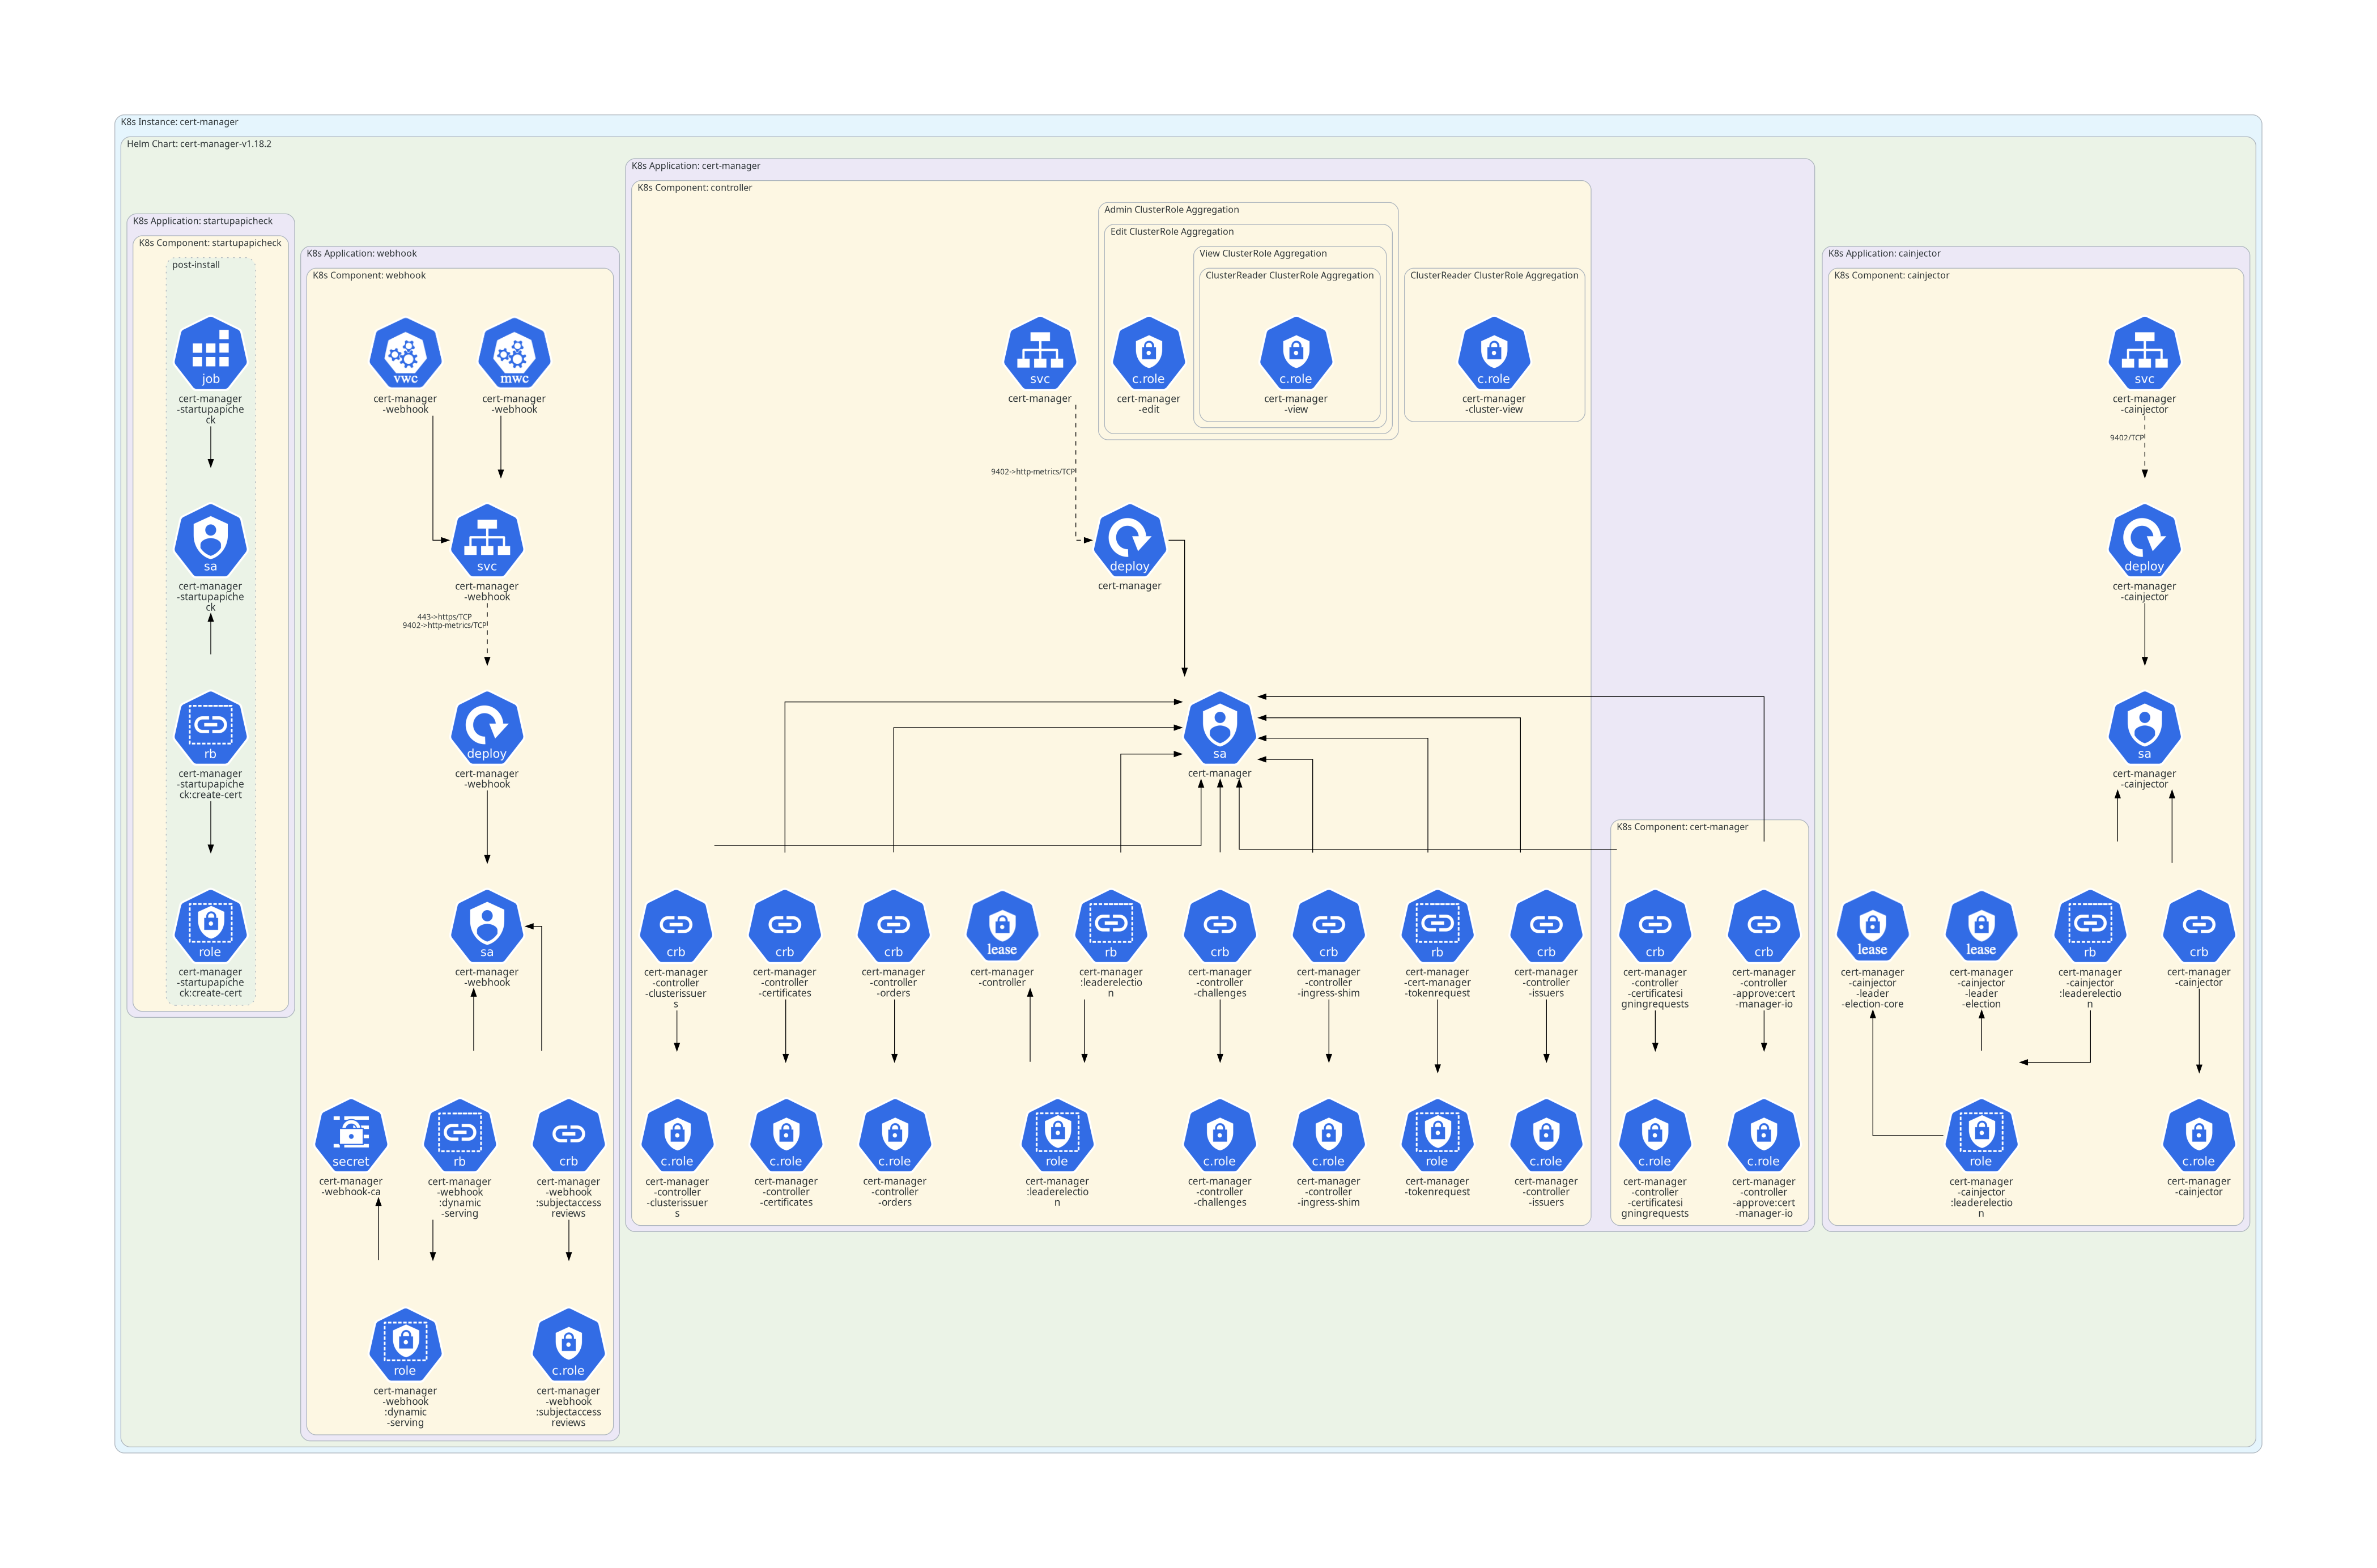 K8s Instance: cert-manager
Helm Chart: cert-manager-v1.18.2
K8s Application: startupapicheck
K8s Component: startupapicheck
post-install
job
cert-manager
-startupapiche
ck
sa
cert-manager
-startupapiche
ck
rb
cert-manager
-startupapiche
ck:create-cert
role
cert-manager
-startupapiche
ck:create-cert
K8s Application: webhook
K8s Component: webhook
vwc
cert-manager
-webhook
mwc
cert-manager
-webhook
svc
cert-manager
-webhook
443->https/TCP
9402->http-metrics/TCP
deploy
cert-manager
-webhook
sa
cert-manager
-webhook
secret
cert-manager
-webhook-ca
rb
cert-manager
-webhook
:dynamic
-serving
crb
cert-manager
-webhook
:subjectaccess
reviews
role
cert-manager
-webhook
:dynamic
-serving
c.role
cert-manager
-webhook
:subjectaccess
reviews
K8s Application: cert-manager
K8s Component: controller
Admin ClusterRole Aggregation
Edit ClusterRole Aggregation
View ClusterRole Aggregation
ClusterReader ClusterRole Aggregation
ClusterReader ClusterRole Aggregation
svc
cert-manager
c.role
cert-manager
-edit
c.role
cert-manager
-view
c.role
cert-manager
-cluster-view
9402->http-metrics/TCP
deploy
cert-manager
sa
cert-manager
crb
cert-manager
-controller
-clusterissuer
s
crb
cert-manager
-controller
-certificates
crb
cert-manager
-controller
-orders
lease
cert-manager
-controller
rb
cert-manager
:leaderelectio
n
crb
cert-manager
-controller
-challenges
crb
cert-manager
-controller
-ingress-shim
rb
cert-manager
-cert-manager
-tokenrequest
crb
cert-manager
-controller
-issuers
c.role
cert-manager
-controller
-clusterissuer
s
c.role
cert-manager
-controller
-certificates
c.role
cert-manager
-controller
-orders
role
cert-manager
:leaderelectio
n
c.role
cert-manager
-controller
-challenges
c.role
cert-manager
-controller
-ingress-shim
role
cert-manager
-tokenrequest
c.role
cert-manager
-controller
-issuers
K8s Component: cert-manager
crb
cert-manager
-controller
-certificatesi
gningrequests
crb
cert-manager
-controller
-approve:cert
-manager-io
c.role
cert-manager
-controller
-certificatesi
gningrequests
c.role
cert-manager
-controller
-approve:cert
-manager-io
K8s Application: cainjector
K8s Component: cainjector
svc
cert-manager
-cainjector
9402/TCP
deploy
cert-manager
-cainjector
sa
cert-manager
-cainjector
lease
cert-manager
-cainjector
-leader
-election-core
lease
cert-manager
-cainjector
-leader
-election
rb
cert-manager
-cainjector
:leaderelectio
n
crb
cert-manager
-cainjector
role
cert-manager
-cainjector
:leaderelectio
n
c.role
cert-manager
-cainjector